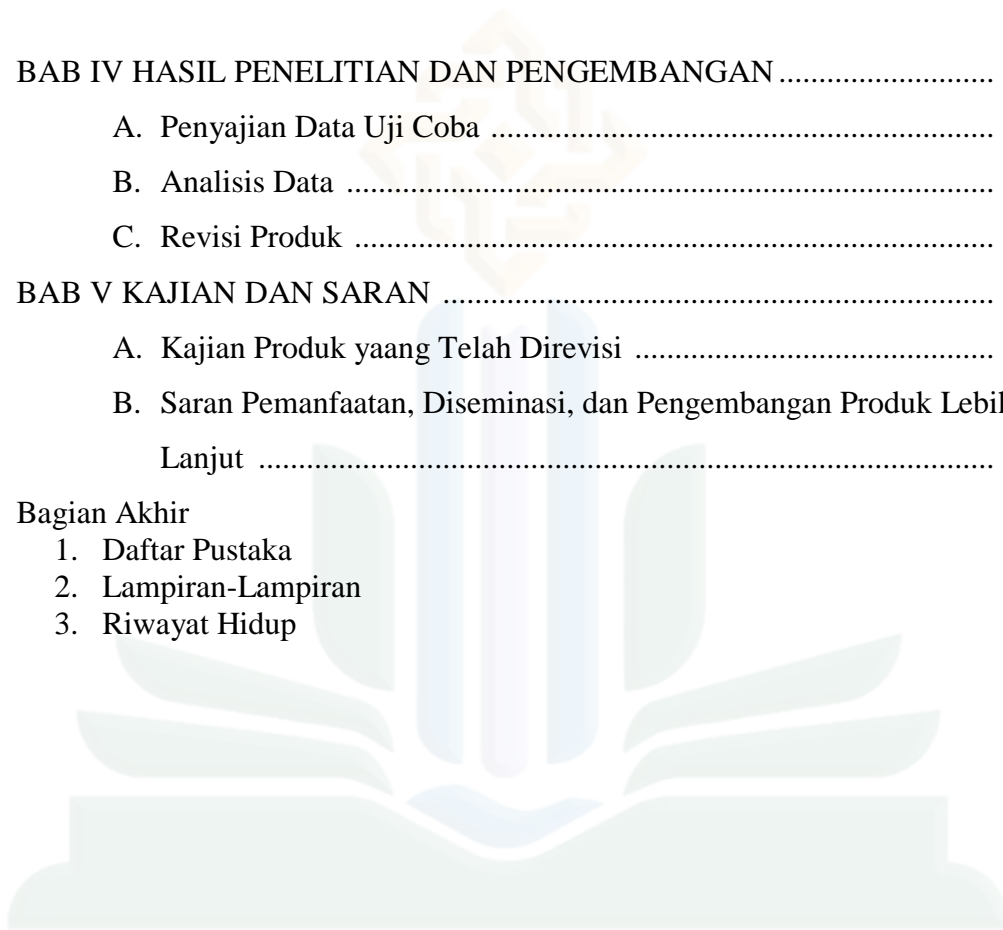 BAB IV HASIL PENELITIAN DAN PENGEMBANGAN ...........................
A. Penyajian Data Uji Coba ................................................................
B. Analisis Data ..................................................................................
C. Revisi Produk .................................................................................
BAB V KAJIAN DAN SARAN ......................................................................
A. Kajian Produk yaang Telah Direvisi ..............................................
B. Saran Pemanfaatan, Diseminasi, dan Pengembangan Produk
Lanjut .............................................................................................
Bagian Akhir
1. Daftar Pustaka
2. Lampiran-Lampiran
3. Riwayat Hidup